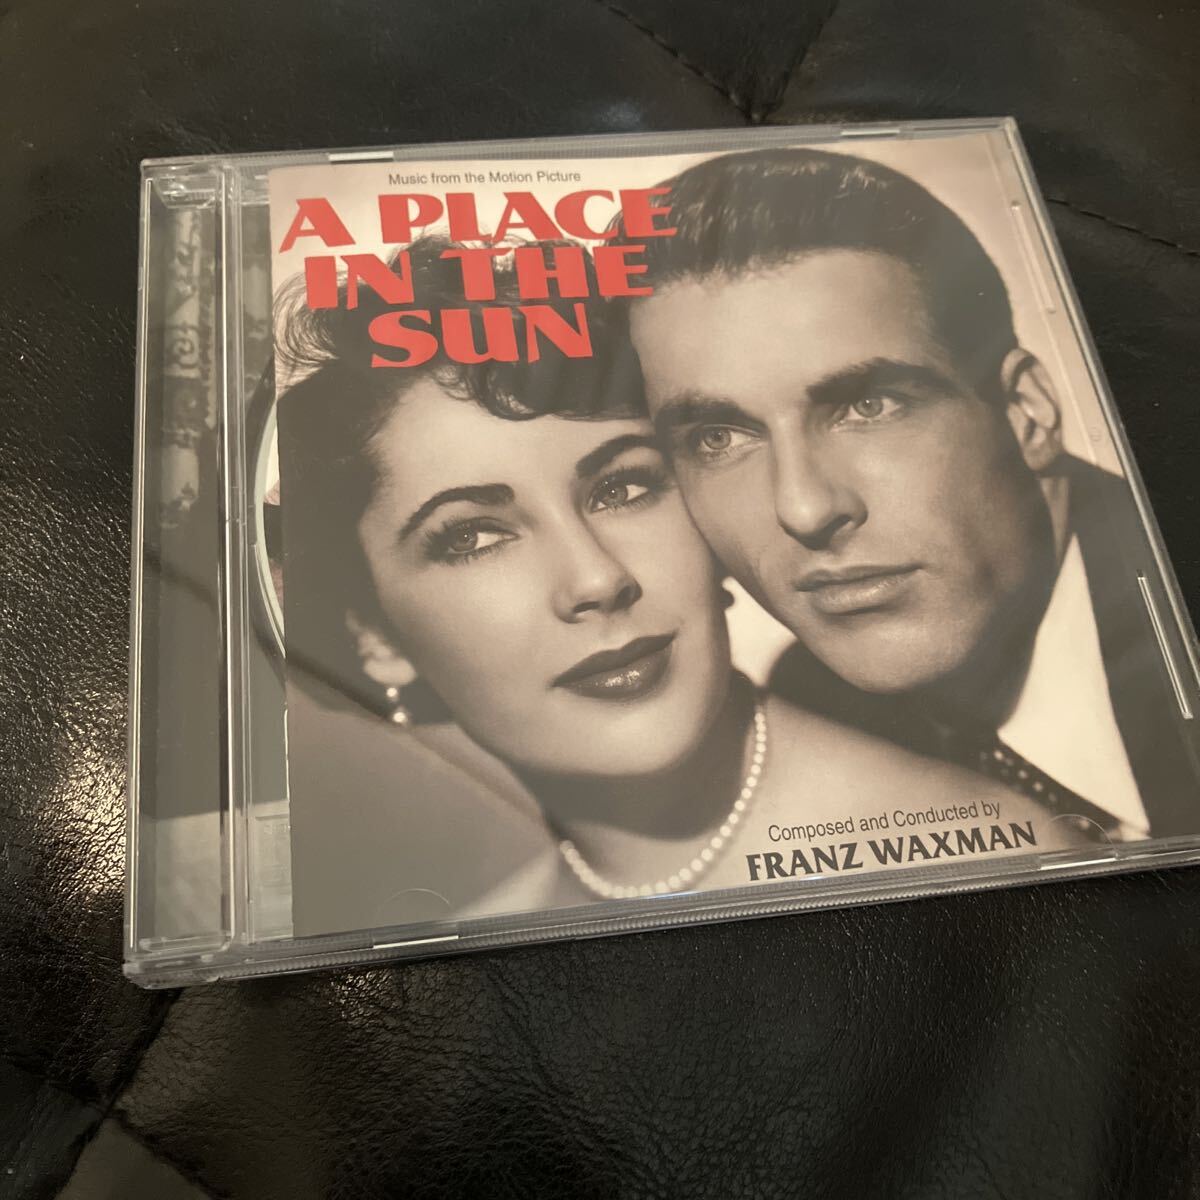 Music from the Motion Picture
A PLACE
IN THE
SUN
Composed and Conducted by
FRANZ WAXMAN